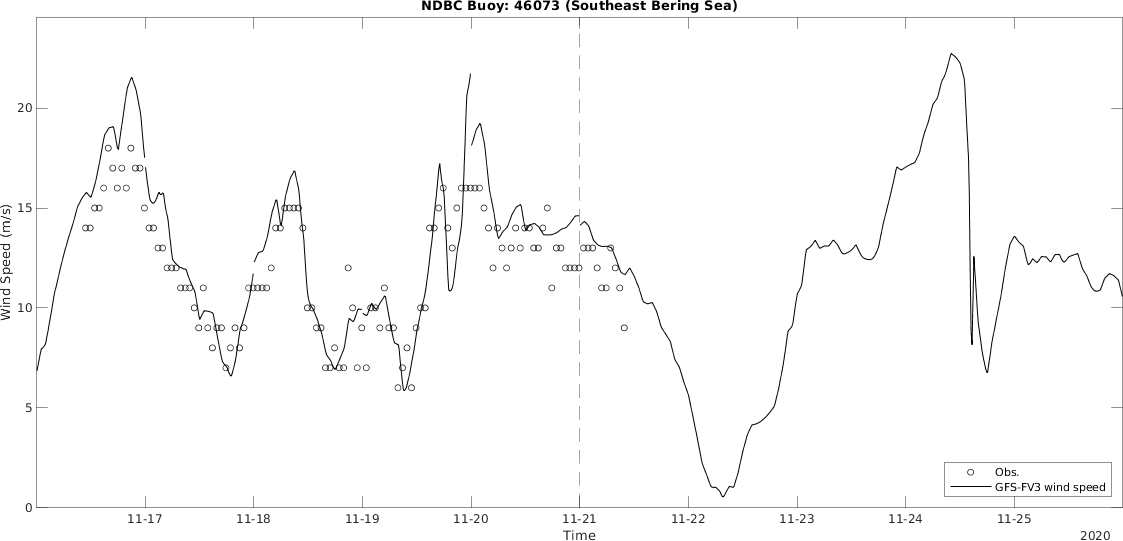 NDBC Buoy: 46073 (Southeast Bering Sea)
20
15
10
5
0
Wind Speed (m/s)
Obs.
GFS-FV3 wind speed
11-17 11-18 11-19 11-20 11-21 11-22 11-23 11-24 11-25
Time
2020